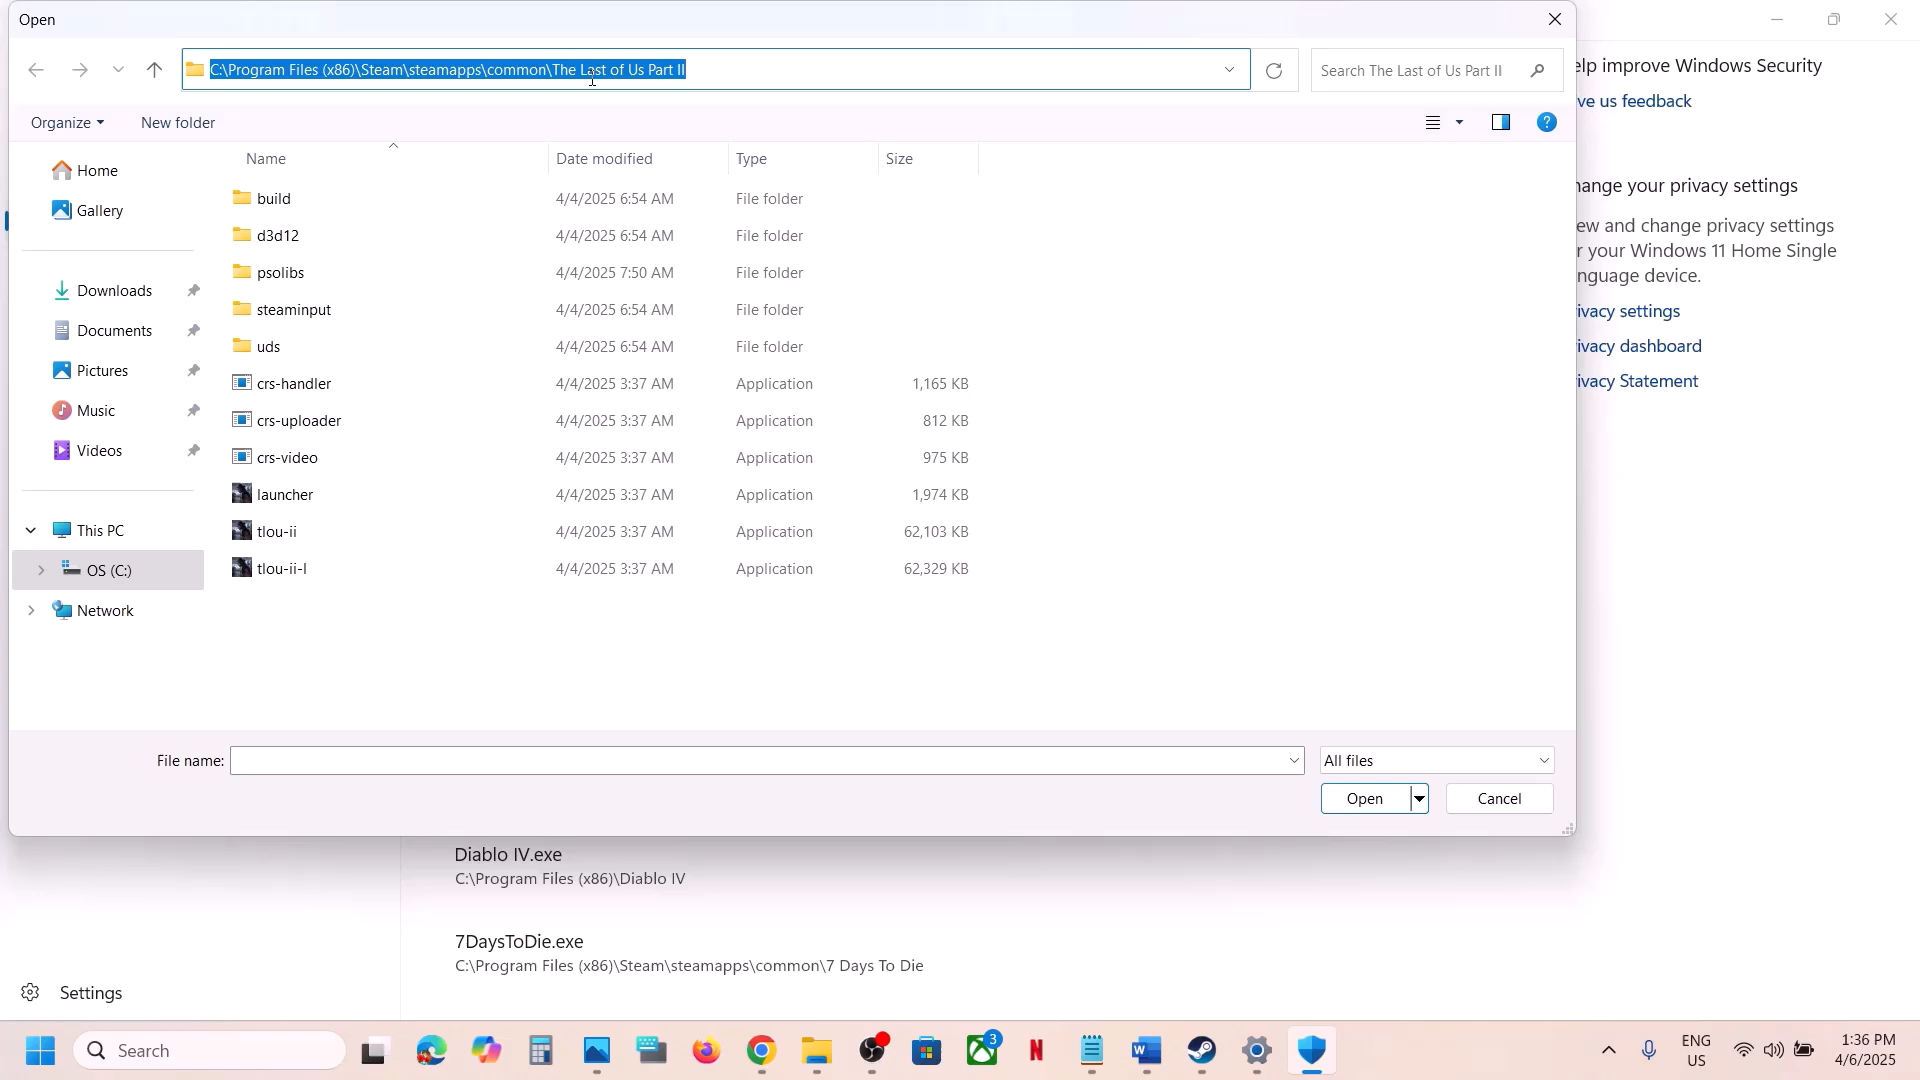 Open
C:\Program Files (x86)\Steam\steamapps\common\The Last of Us Part II
Search The Last of Us Part II
Organize
New folder
Name
Date modified
Type
Size
Home
Gallery
Downloads
Documents
Pictures
Music
Videos
This PC
OS (C:)
Network
build 4/4/2025 6:54 AM File folder
d3d12 4/4/2025 6:54 AM File folder
psolibs 4/4/2025 7:50 AM File folder
steaminput 4/4/2025 6:54 AM File folder
uds 4/4/2025 6:54 AM File folder
crs-handler 4/4/2025 3:37 AM Application 1,165 KB
crs-uploader 4/4/2025 3:37 AM Application 812 KB
crs-video 4/4/2025 3:37 AM Application 975 KB
launcher 4/4/2025 3:37 AM Application 1,974 KB
tlou-ii 4/4/2025 3:37 AM Application 62,103 KB
tlou-ii-l 4/4/2025 3:37 AM Application 62,329 KB
File name:
All files
Open
Cancel
elp improve Windows Security
ve us feedback
hange your privacy settings
ew and change privacy settings
r your Windows 11 Home Single
nguage device.
ivacy settings
ivacy dashboard
ivacy Statement
Diablo IV.exe
C:\Program Files (x86)\Diablo IV
7DaysToDie.exe
C:\Program Files (x86)\Steam\steamapps\common\7 Days To Die
Settings
Search
3
ENG
US
1:36 PM
4/6/2025